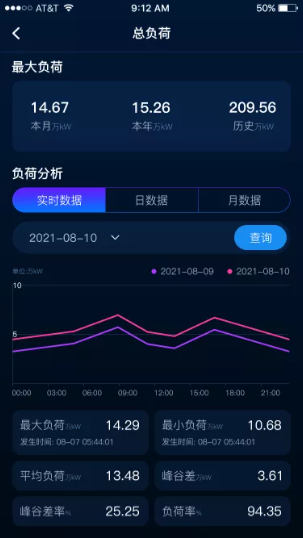 AT&T 9:12 AM 50%
总负荷
最大负荷
14.67 15.26 209.56
本月万kW 本年万kW 历史万kW
负荷分析
实时数据 日数据 月数据
2021-08-10 查询
单位:万kW 2021-08-09 2021-08-10
10
5
00:00 03:00 06:00 09:00 12:00 15:00 18:00 21:00
最大负荷万kW 14.29 最小负荷万kW 10.68
发生时间: 08-07 05:44:01 发生时间: 08-07 05:44:01
平均负荷万kW 13.48 峰谷差万kW 3.61
峰谷差率% 25.25 负荷率% 94.35